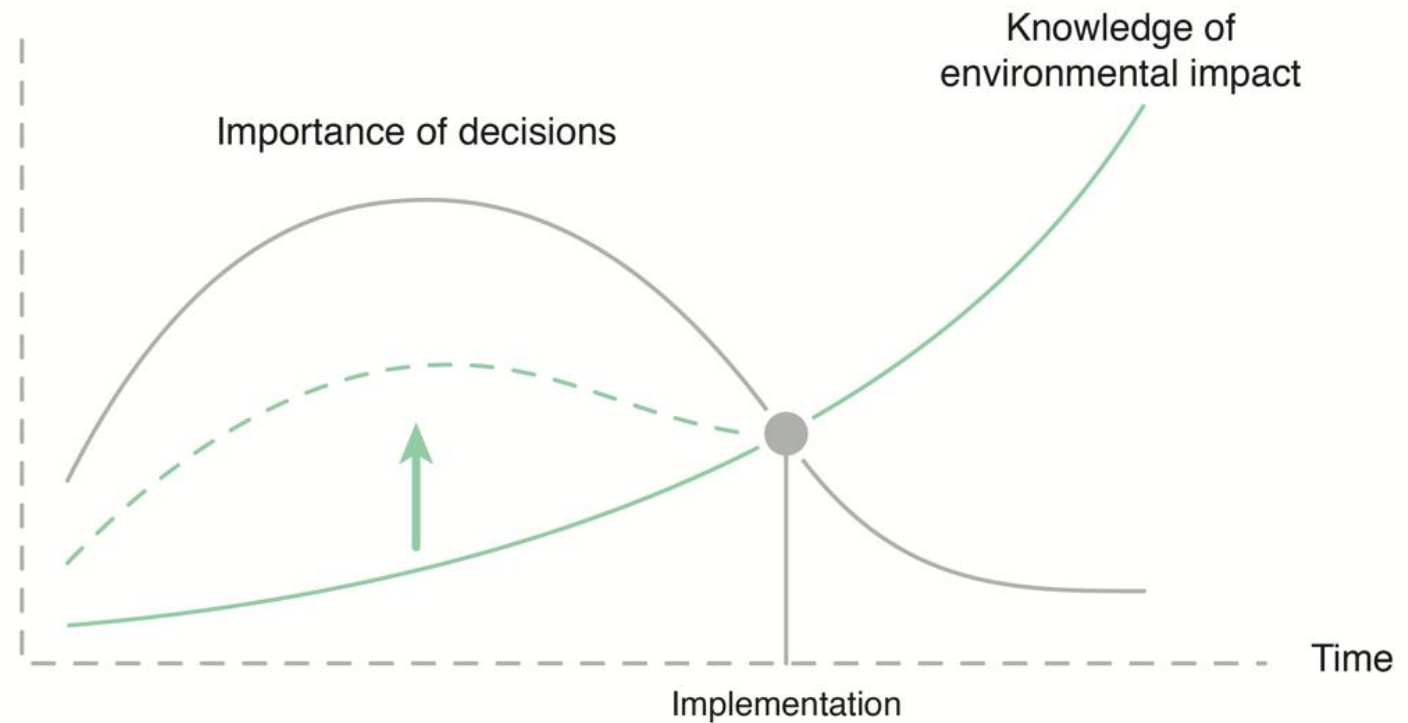 Knowledge of
environmental impact
Importance of decisions
Time
Implementation